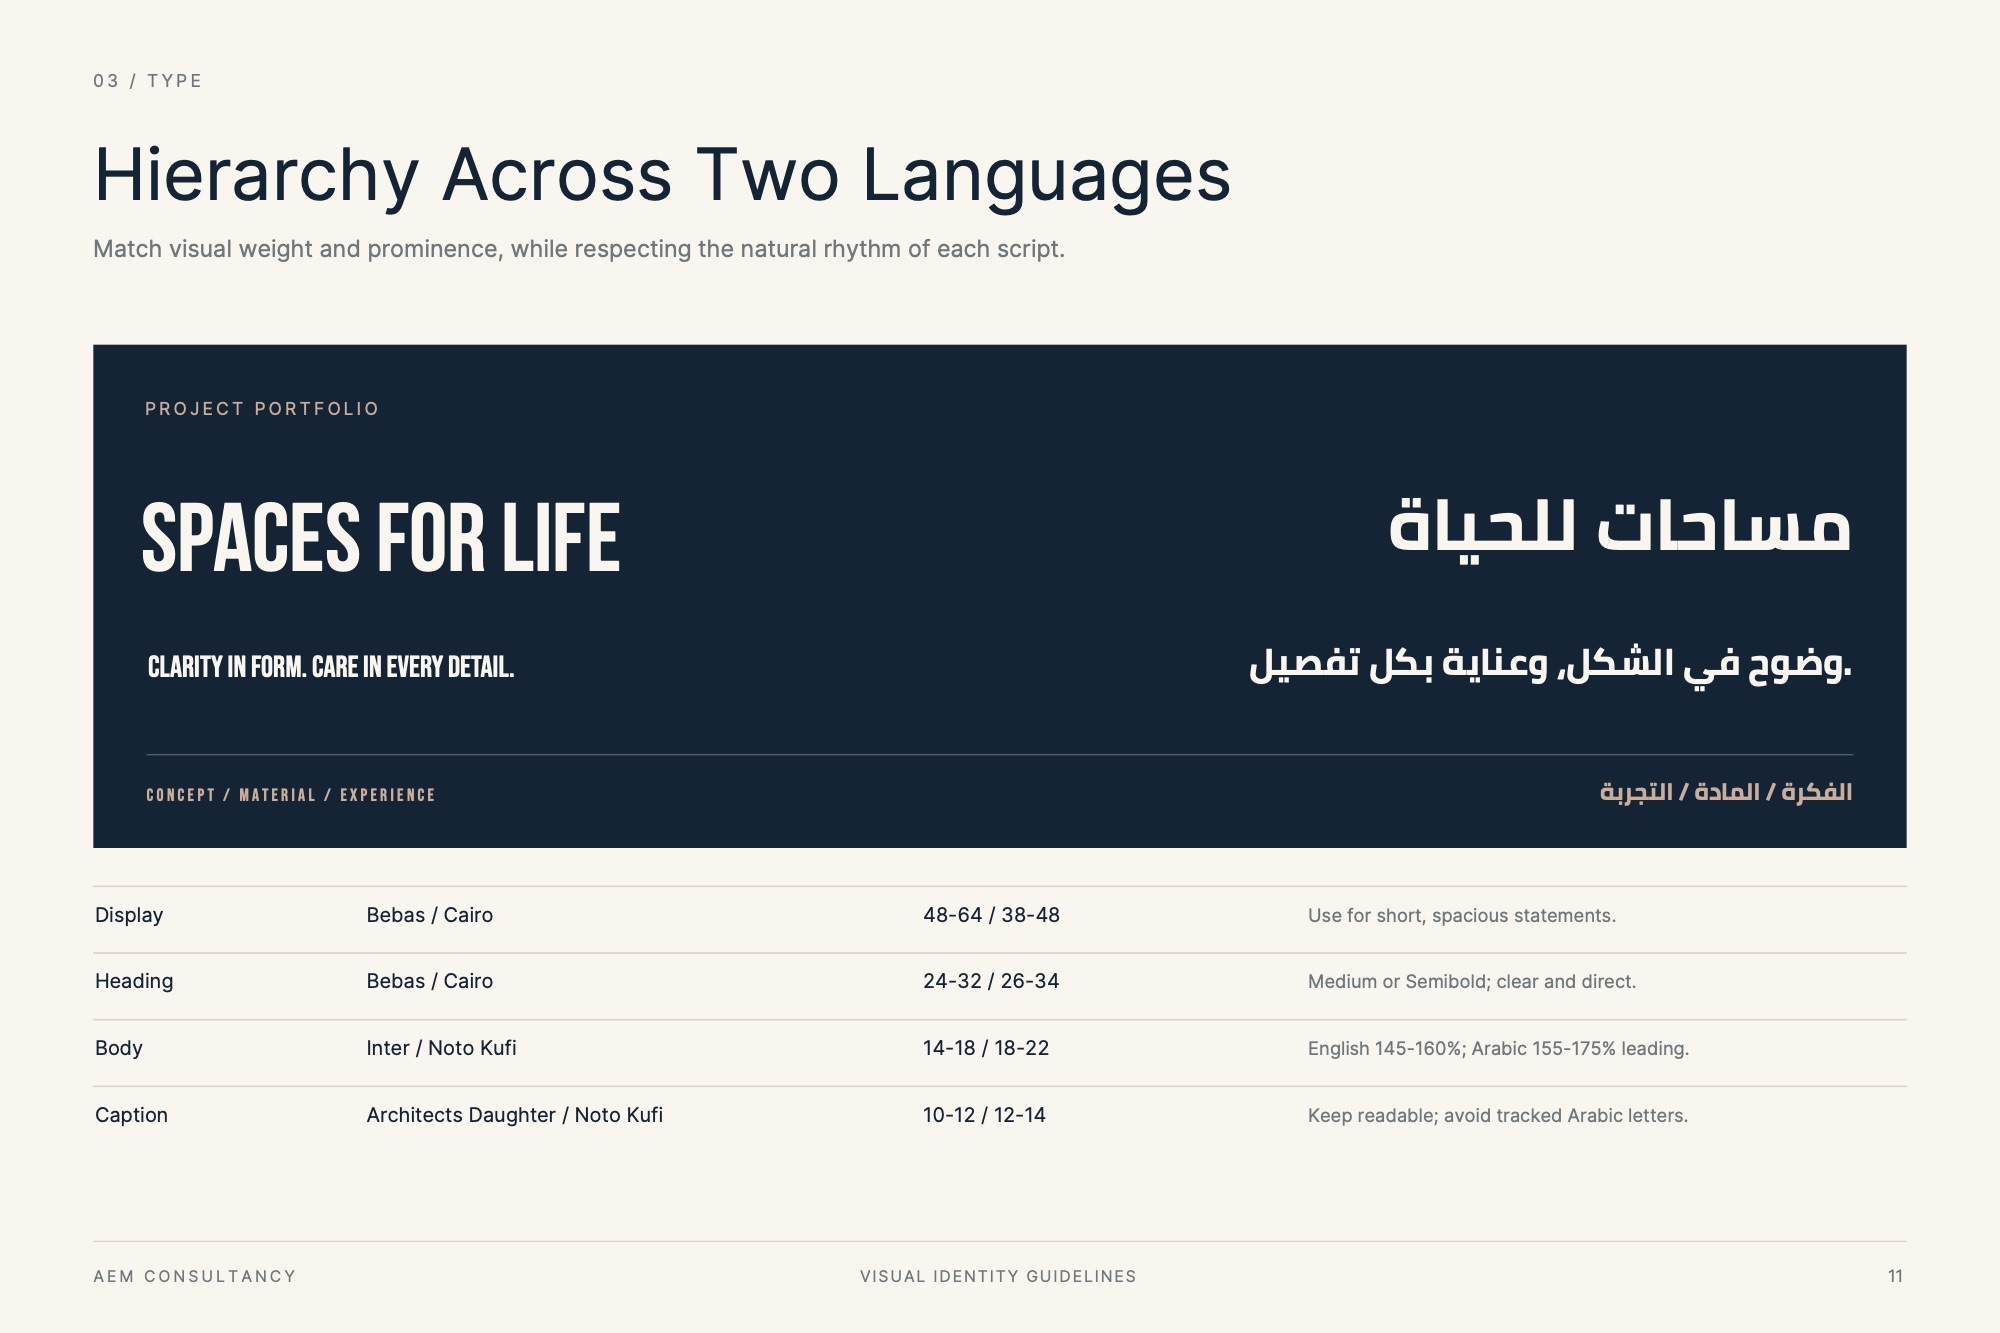 03 / TYPE
Hierarchy Across Two Languages
Match visual weight and prominence, while respecting the natural rhythm of each script.
PROJECT PORTFOLIO
SPACES FOR LIFE
مساحات للحياة
CLARITY IN FORM. CARE IN EVERY DETAIL.
.وضوح في الشكل، وعناية بكل تفصيل
CONCEPT / MATERIAL / EXPERIENCE
الفكرة / المادة / التجربة
Display Bebas / Cairo 48-64 / 38-48 Use for short, spacious statements.
Heading Bebas / Cairo 24-32 / 26-34 Medium or Semibold; clear and direct.
Body Inter / Noto Kufi 14-18 / 18-22 English 145-160%; Arabic 155-175% leading.
Caption Architects Daughter / Noto Kufi 10-12 / 12-14 Keep readable; avoid tracked Arabic letters.
AEM CONSULTANCY VISUAL IDENTITY GUIDELINES 11